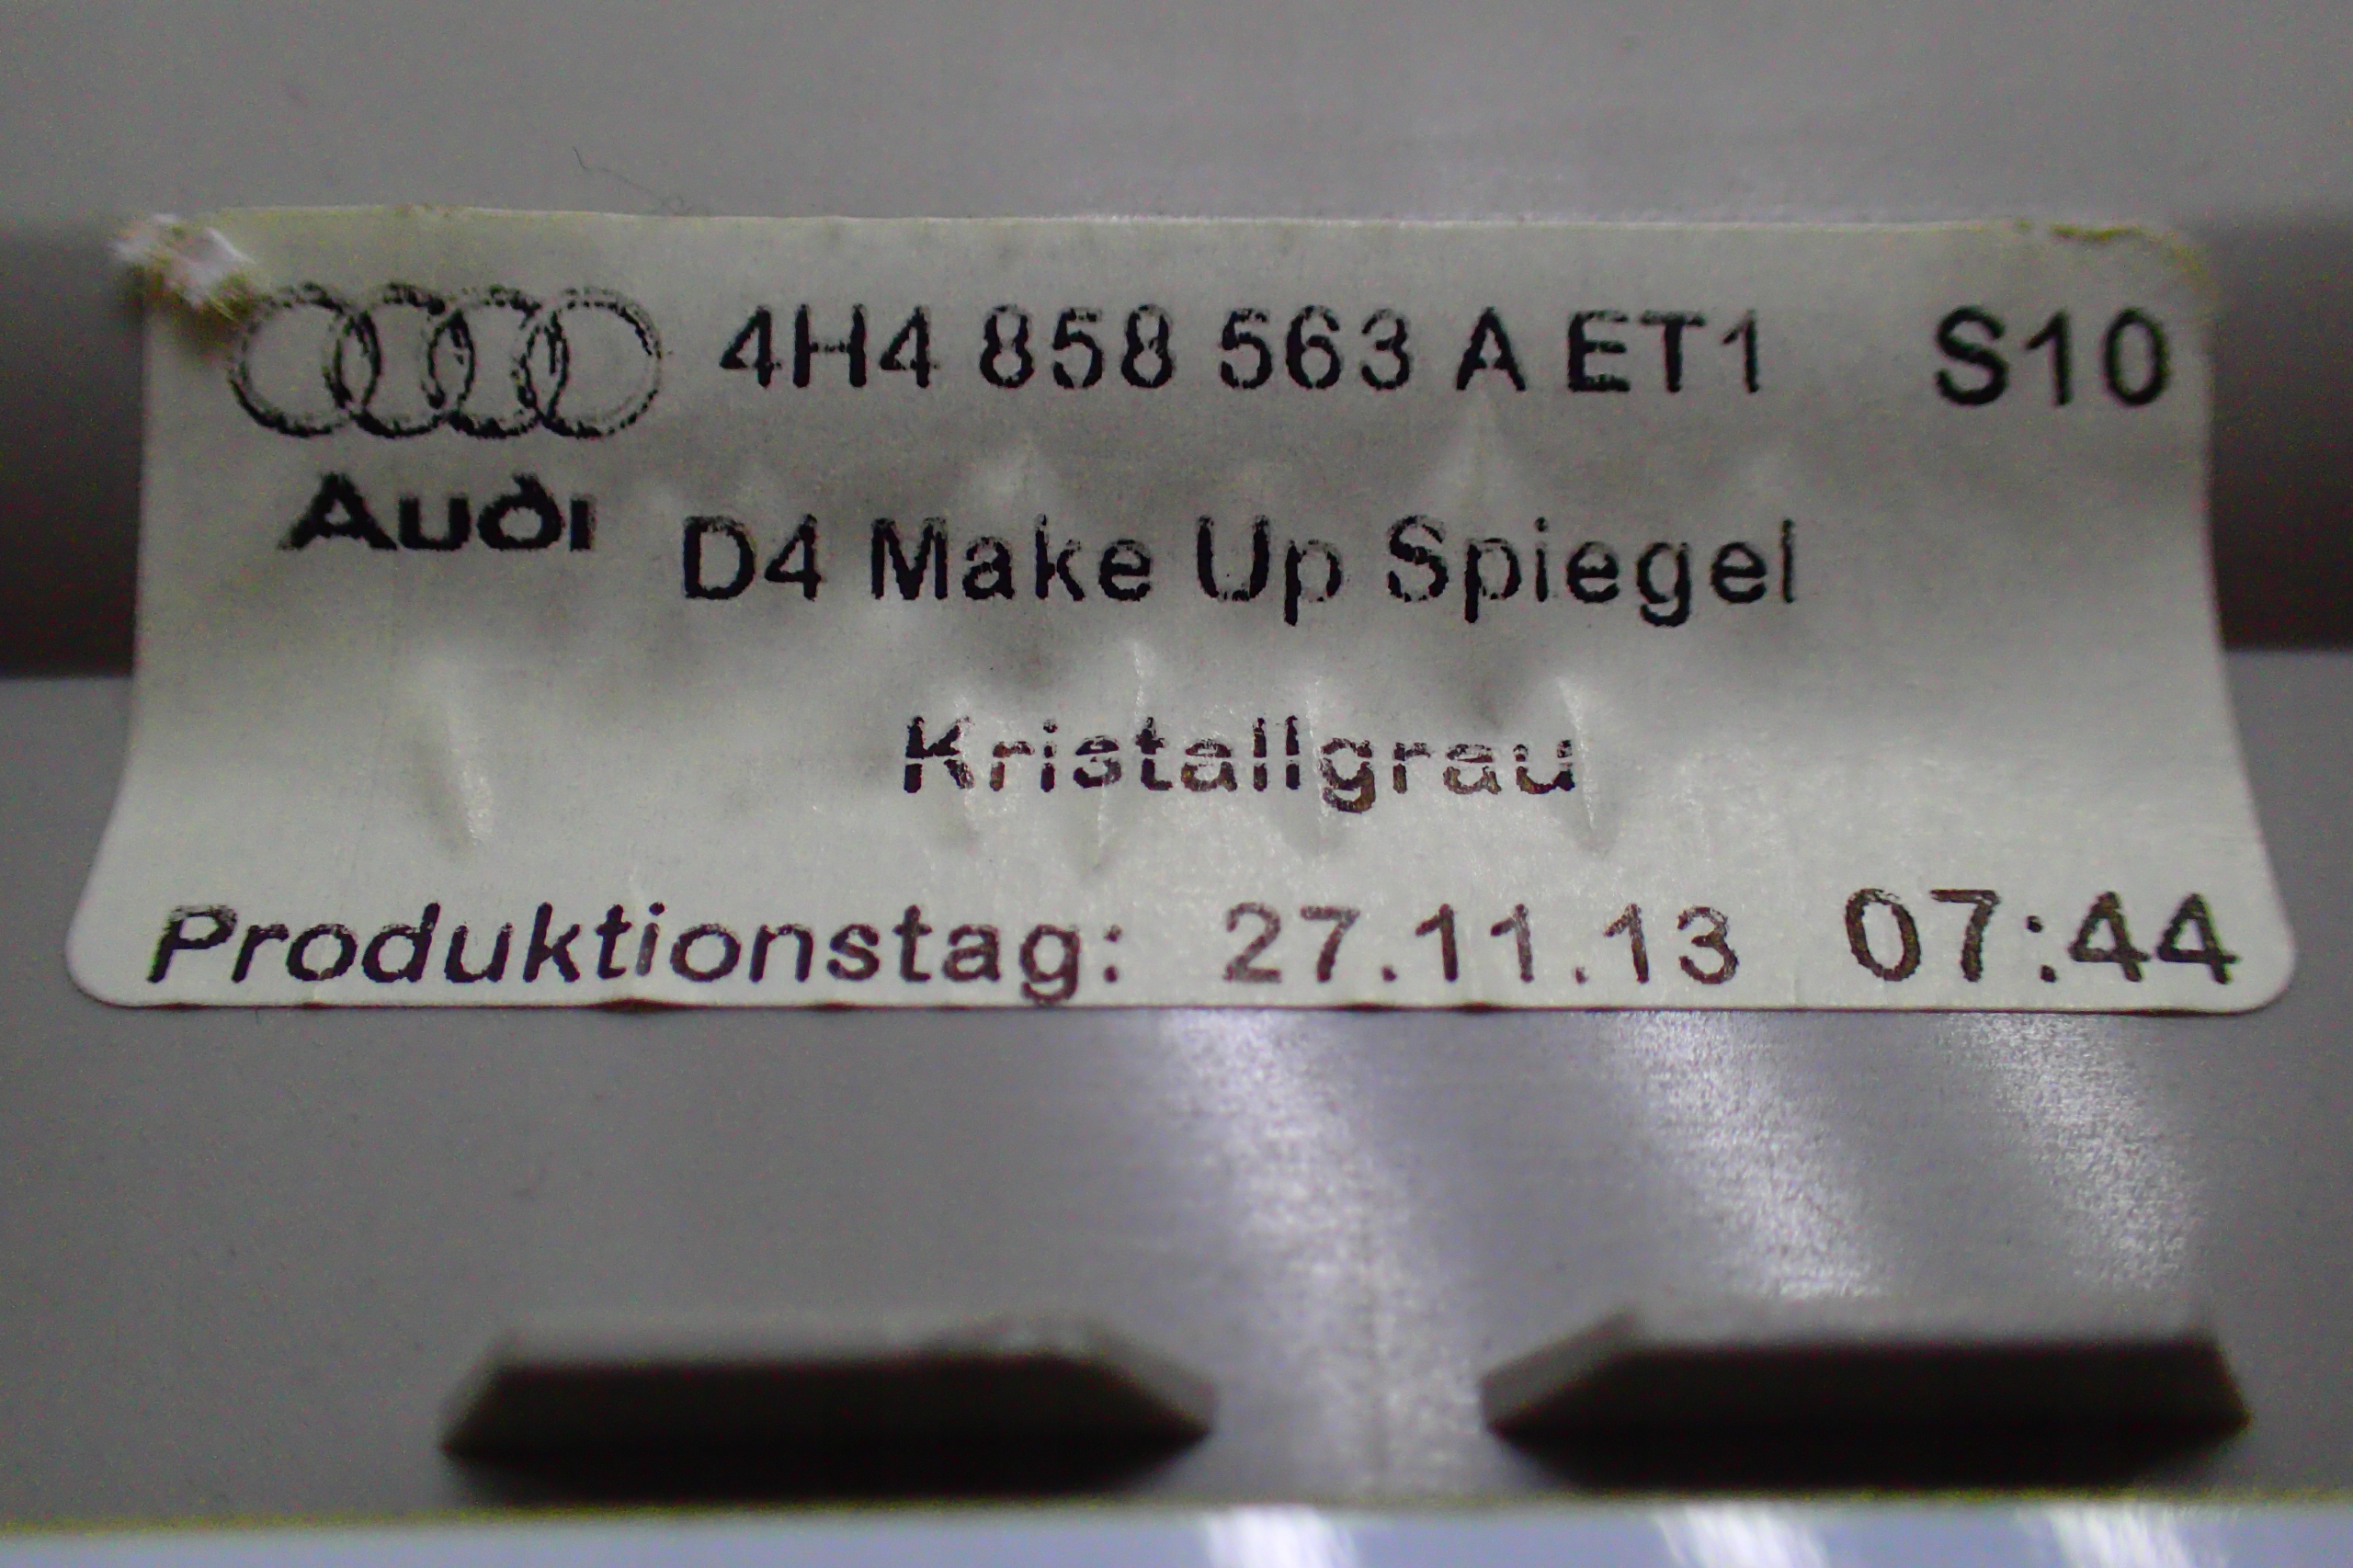 4H4 858 563 A ET1 S10
Audi
D4 Make Up Spiegel
Kristallgrau
Produktionstag: 27.11.13 07:44